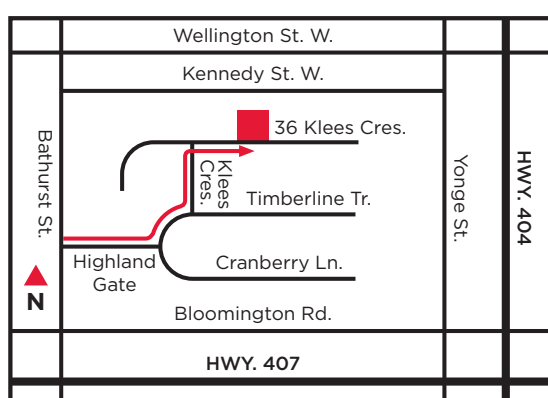 Wellington St. W.
Kennedy St. W.
36 Klees Cres.
Klees
Cres.
Bathurst St.
Yonge St.
HWY. 404
Timberline Tr.
Highland
Gate
Cranberry Ln.
N
Bloomington Rd.
HWY. 407